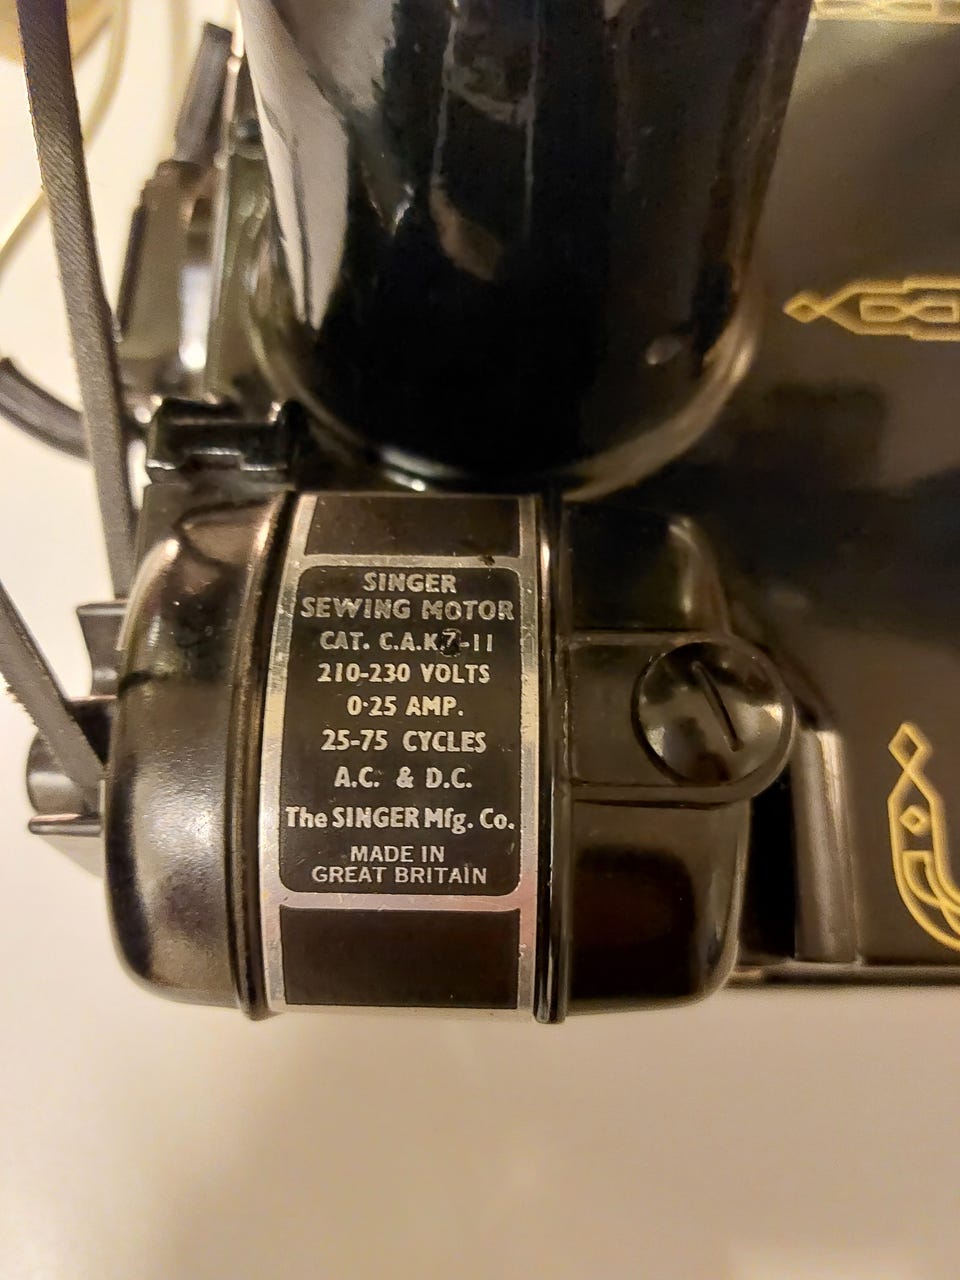 SINGER
SEWING MOTOR
CAT. C.A.K7-11
210-230 VOLTS
0·25 AMP.
25-75 CYCLES
A.C. & D.C.
The SINGER Mfg. Co.
MADE IN
GREAT BRITAIN